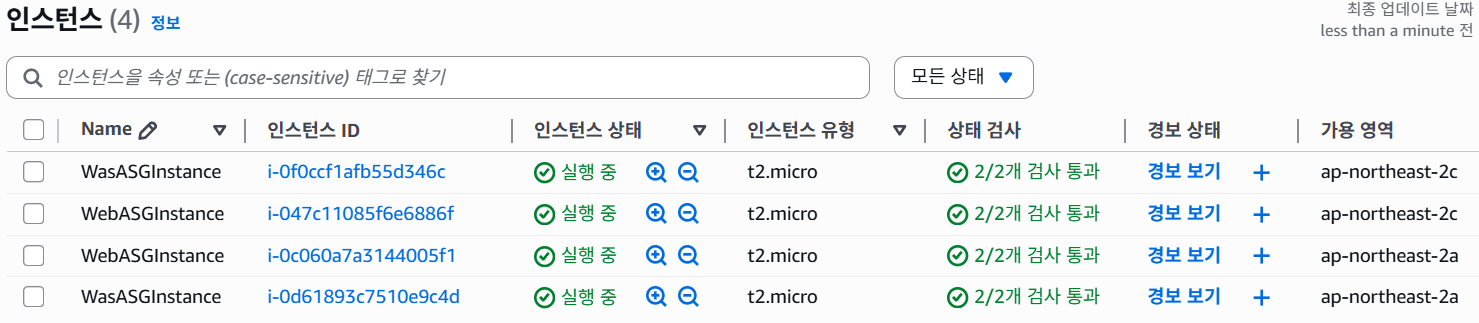 인스턴스 (4) 정보
최종 업데이트 날짜
less than a minute 전
인스턴스을 속성 또는 (case-sensitive) 태그로 찾기
모든 상태
Name 인스턴스 ID 인스턴스 상태 인스턴스 유형 상태 검사 경보 상태 가용 영역
WasASGInstance i-0f0ccf1afb55d346c 실행 중 t2.micro 2/2개 검사 통과 경보 보기 + ap-northeast-2c
WebASGInstance i-047c11085f6e6886f 실행 중 t2.micro 2/2개 검사 통과 경보 보기 + ap-northeast-2c
WebASGInstance i-0c060a7a3144005f1 실행 중 t2.micro 2/2개 검사 통과 경보 보기 + ap-northeast-2a
WasASGInstance i-0d61893c7510e9c4d 실행 중 t2.micro 2/2개 검사 통과 경보 보기 + ap-northeast-2a